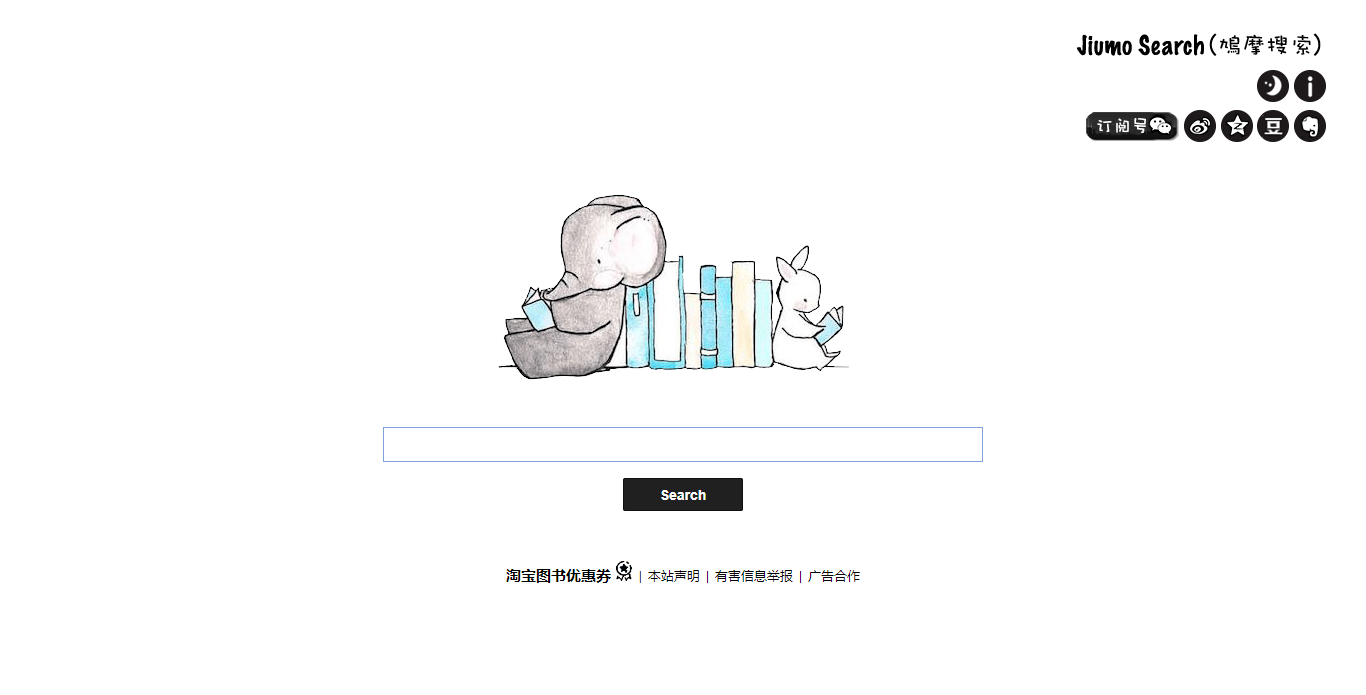 Jiumo Search(鸠摩搜索)
订阅号
豆
Search
淘宝图书优惠券 | 本站声明 | 有害信息举报 | 广告合作